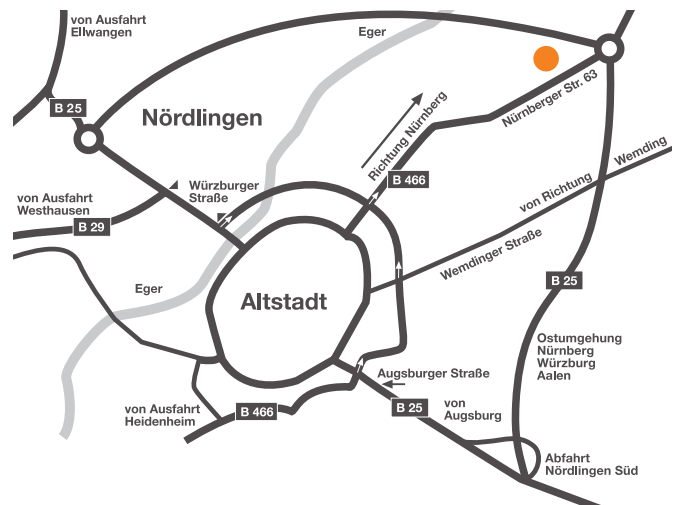 von Ausfahrt
Ellwangen
Eger
B 25
Nördlingen
Nürnberger Str. 63
Richtung Nürnberg
B 466
Würzburger
Straße
von Ausfahrt
Westhausen
B 29
von Richtung
Wemding
Wemdinger Straße
Eger
Altstadt
B 25
Ostumgehung
Nürnberg
Würzburg
Aalen
Augsburger Straße
von Ausfahrt
Heidenheim
B 466
B 25
von
Augsburg
Abfahrt
Nördlingen Süd